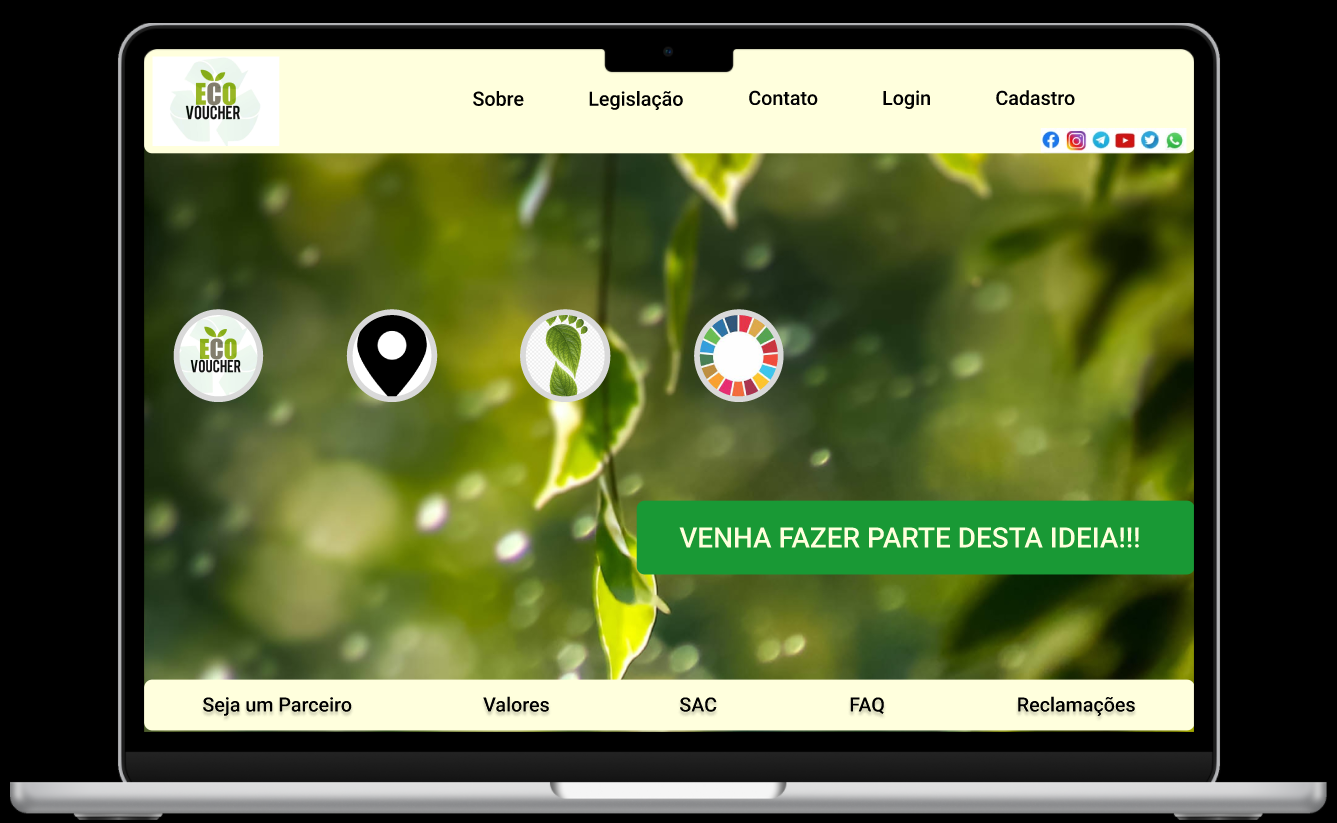 ECO
VOUCHER
Sobre
Legislação
Contato
Login
Cadastro
ECO
VOUCHER
VENHA FAZER PARTE DESTA IDEIA!!!
Seja um Parceiro
Valores
SAC
FAQ
Reclamações